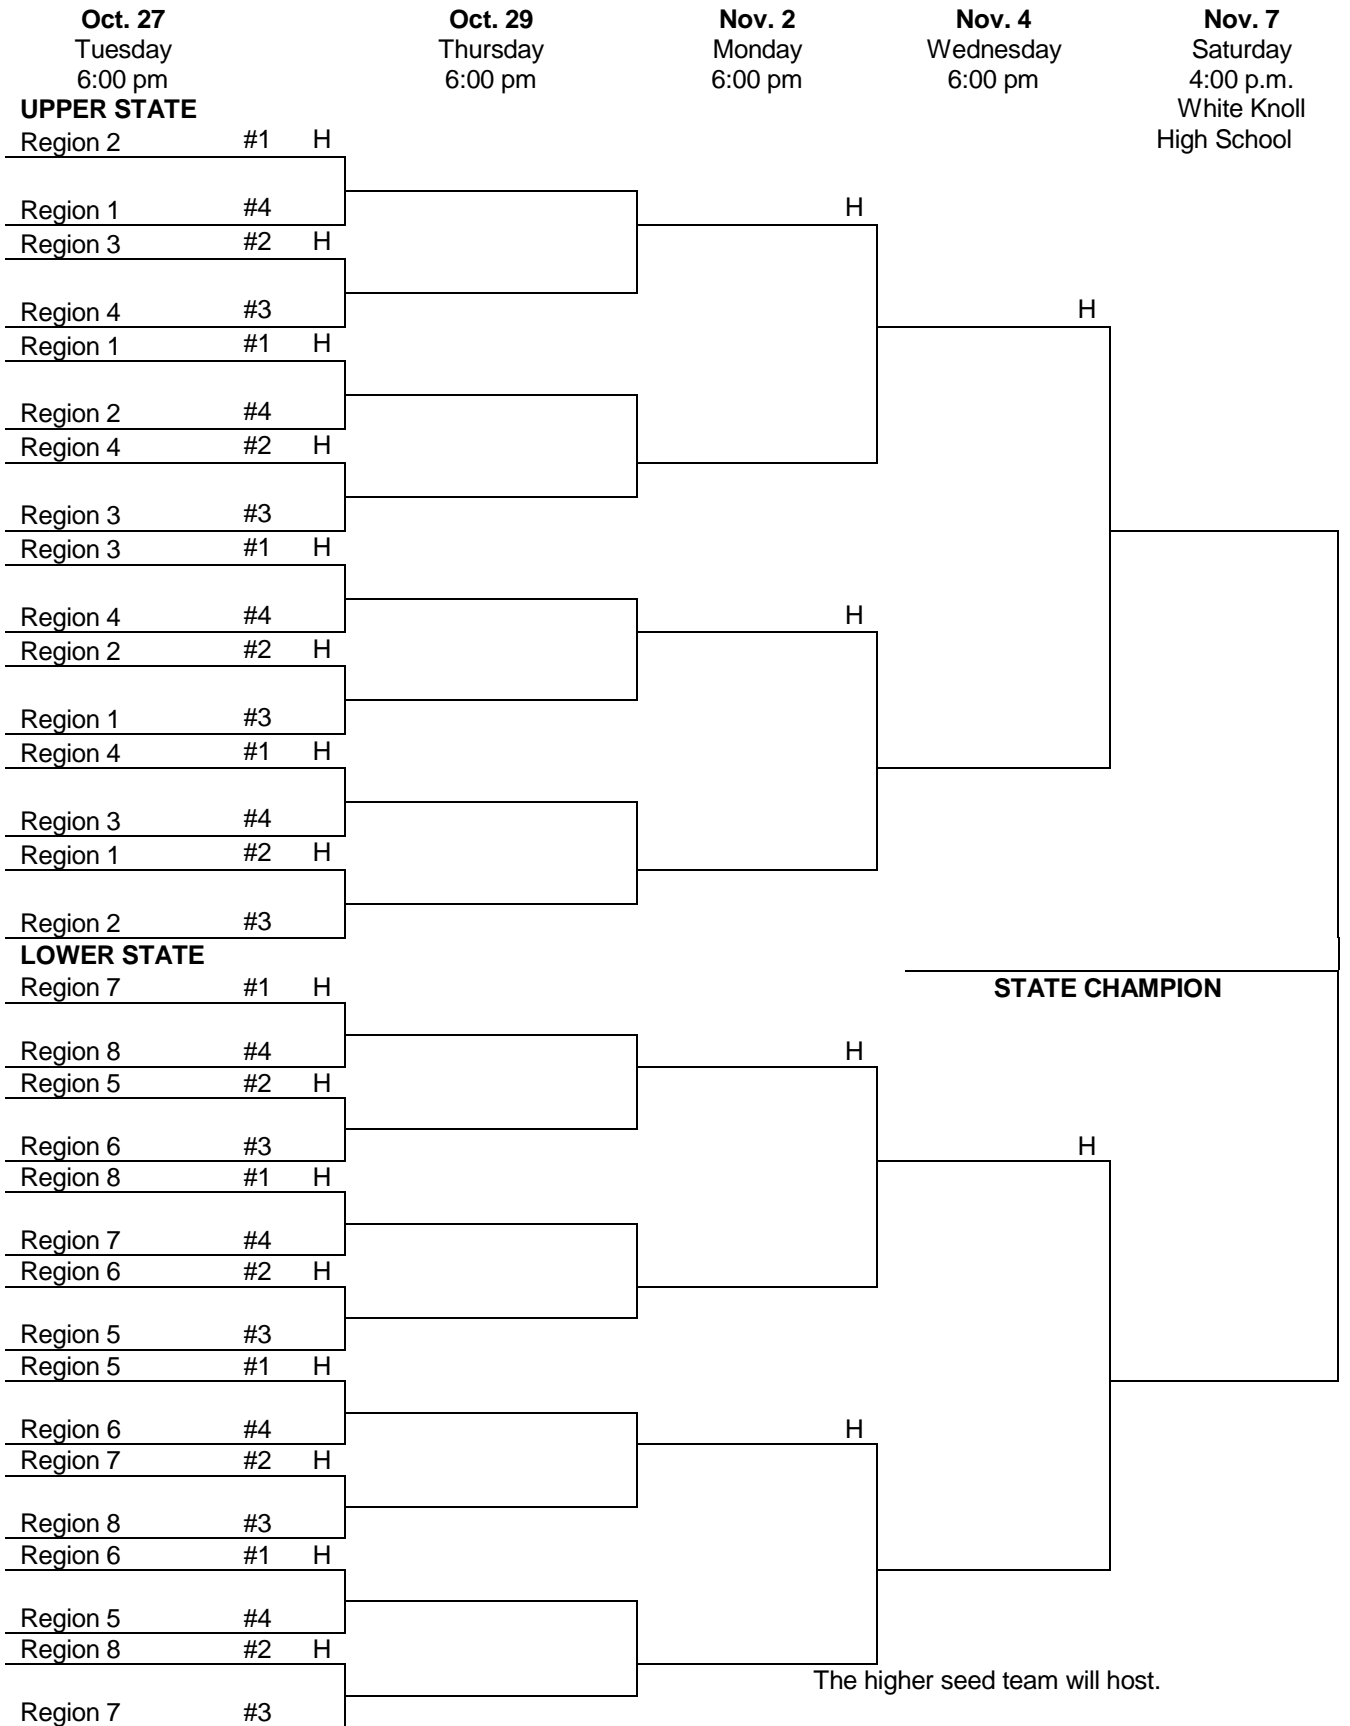 Oct. 27 Oct. 29 Nov. 2 Nov. 4 Nov. 7
Tuesday Thursday Monday Wednesday Saturday
6:00 pm 6:00 pm 6:00 pm 6:00 pm 4:00 p.m.
UPPER STATE White Knoll
Region 2 #1 H High School
Region 1 #4 H
Region 3 #2 H
Region 4 #3 H
Region 1 #1 H
Region 2 #4
Region 4 #2 H
Region 3 #3
Region 3 #1 H
Region 4 #4 H
Region 2 #2 H
Region 1 #3
Region 4 #1 H
Region 3 #4
Region 1 #2 H
Region 2 #3
LOWER STATE
Region 7 #1 H STATE CHAMPION
Region 8 #4 H
Region 5 #2 H
Region 6 #3 H
Region 8 #1 H
Region 7 #4
Region 6 #2 H
Region 5 #3
Region 5 #1 H
Region 6 #4 H
Region 7 #2 H
Region 8 #3
Region 6 #1 H
Region 5 #4
Region 8 #2 H
The higher seed team will host.
Region 7 #3